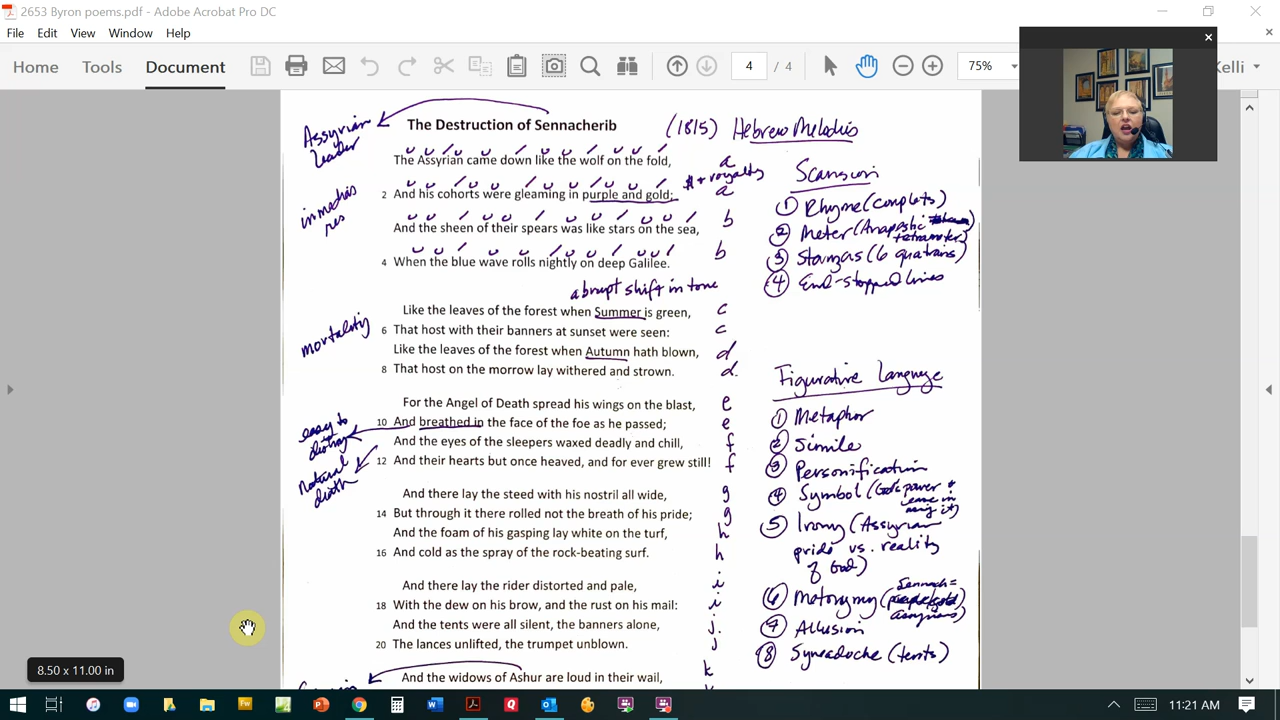 2653 Byron poems.pdf - Adobe Acrobat Pro DC
File Edit View Window Help
Home Tools Document 4 / 4 75% Kelli
Assyrian leader
The Destruction of Sennacherib (1815) Hebrew Melodies
The Assyrian came down like the wolf on the fold, a
2 And his cohorts were gleaming in purple and gold; $ + royalty a
in medias res
And the sheen of their spears was like stars on the sea, b
4 When the blue wave rolls nightly on deep Galilee. b
abrupt shift in tone
Like the leaves of the forest when Summer is green, c
6 That host with their banners at sunset were seen: c
mortality
Like the leaves of the forest when Autumn hath blown, d
8 That host on the morrow lay withered and strown. d.
For the Angel of Death spread his wings on the blast, e
10 And breathed in the face of the foe as he passed; e
easy to destroy
And the eyes of the sleepers waxed deadly and chill, f
12 And their hearts but once heaved, and for ever grew still! f
natural death
And there lay the steed with his nostril all wide, g
14 But through it there rolled not the breath of his pride; g
And the foam of his gasping lay white on the turf, h
16 And cold as the spray of the rock-beating surf. h
And there lay the rider distorted and pale, i
18 With the dew on his brow, and the rust on his mail: i
And the tents were all silent, the banners alone, j.
20 The lances unlifted, the trumpet unblown. j
And the widows of Ashur are loud in their wail, k
Scansion
1 Rhyme (couplets)
2 Meter (Anapestic
tetrameter)
3 Stanzas (6 quatrains)
4 End-stopped lines
Figurative Language
1 Metaphor
2 Simile
3 Personification
4 Symbol (God's power +
ease in
using it)
5 Irony (Assyrian
pride vs. reality
of God)
6 Metonymy (Sennach =
Assyrians)
7 Allusion
8 Synecdoche (tents)
8.50 x 11.00 in
11:21 AM